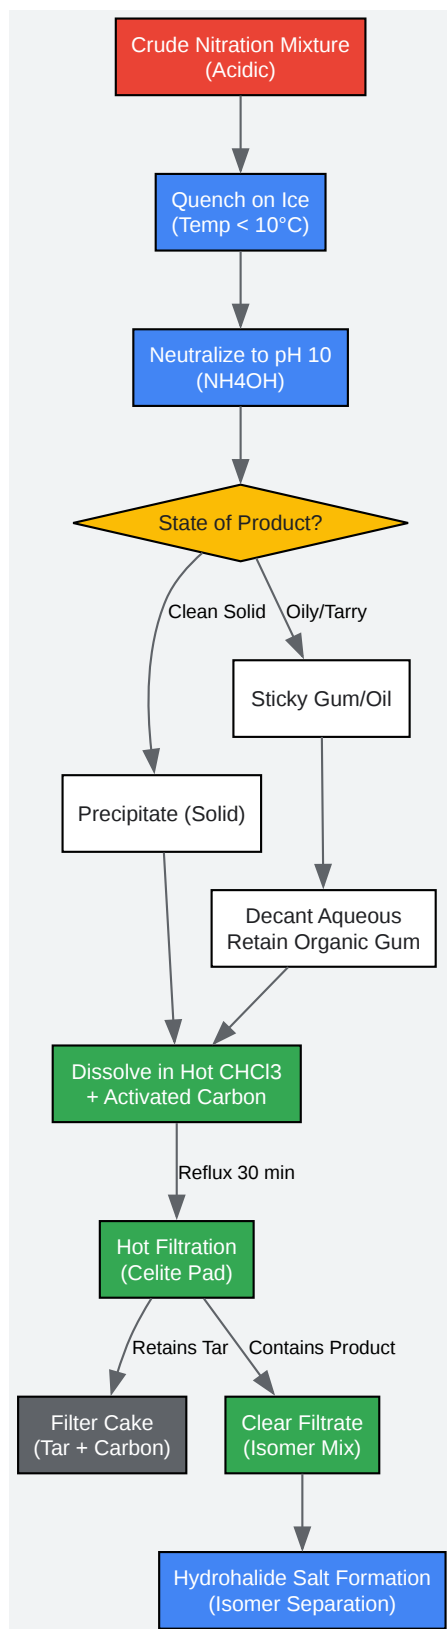 Crude Nitration Mixture
(Acidic)
Quench on Ice
(Temp < 10°C)
Neutralize to pH 10
(NH4OH)
State of Product?
Clean Solid
Oily/Tarry
Sticky Gum/Oil
Precipitate (Solid)
Decant Aqueous
Retain Organic Gum
Dissolve in Hot CHCl3
+ Activated Carbon
Reflux 30 min
Hot Filtration
(Celite Pad)
Retains Tar
Contains Product
Filter Cake
(Tar + Carbon)
Clear Filtrate
(Isomer Mix)
Hydrohalide Salt Formation
(Isomer Separation)